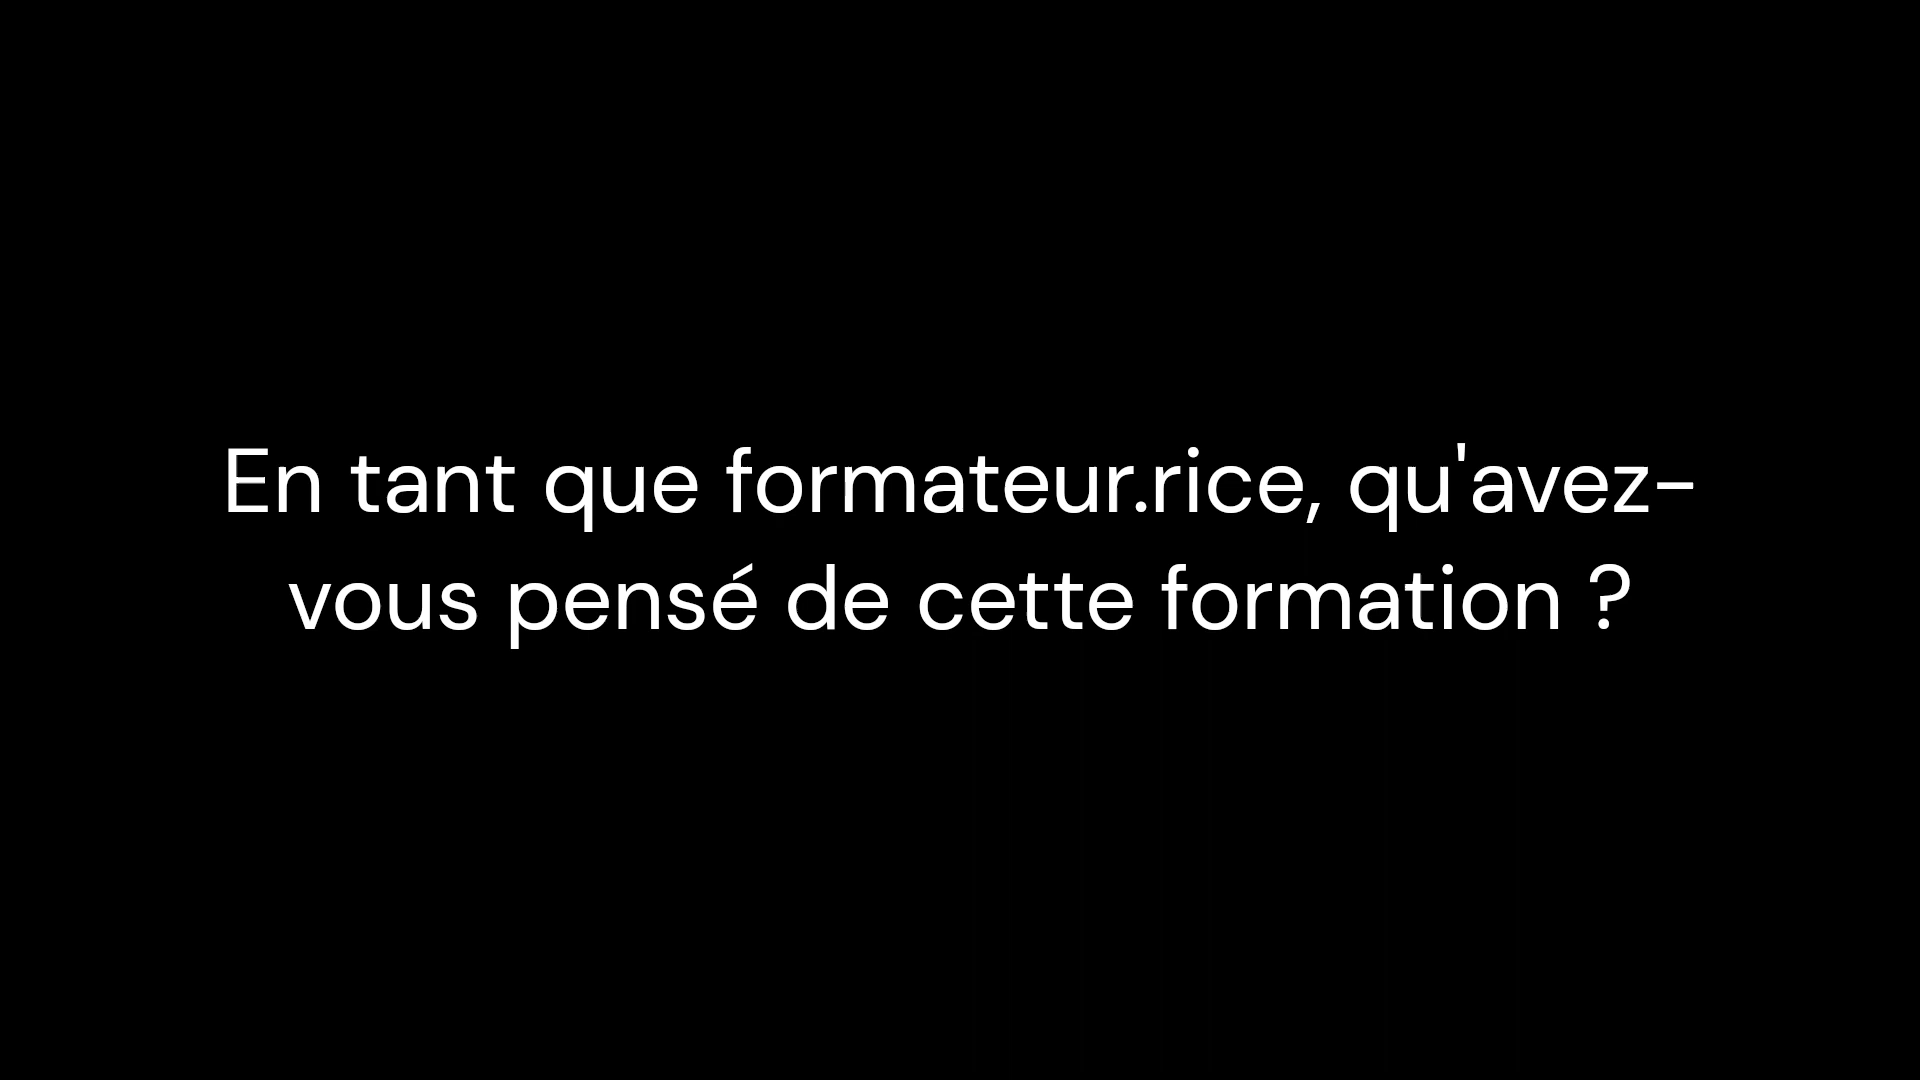 En tant que formateur.rice, qu'avez-
vous pensé de cette formation ?